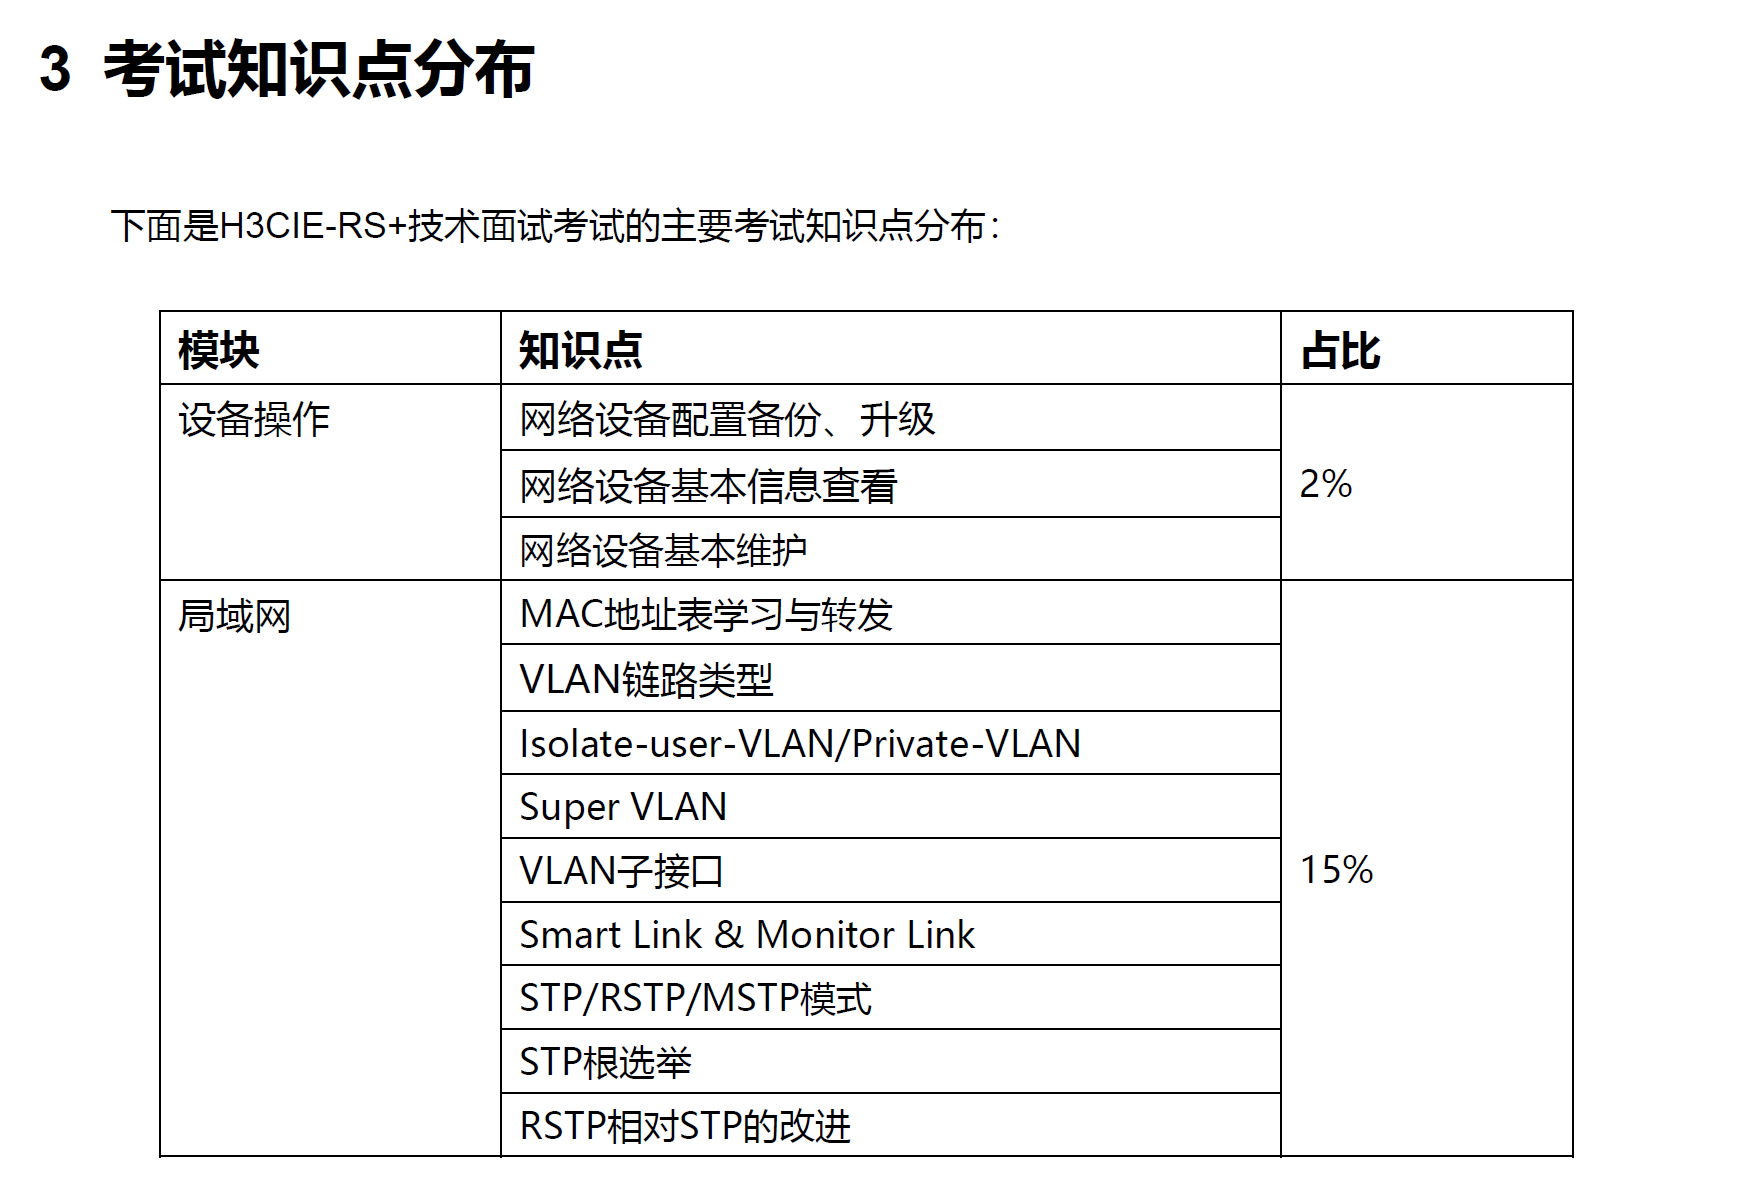 3 考试知识点分布
下面是H3CIE-RS+技术面试考试的主要考试知识点分布：
模块 知识点 占比
设备操作 网络设备配置备份、升级
网络设备基本信息查看 2%
网络设备基本维护
局域网 MAC地址表学习与转发
VLAN链路类型
Isolate-user-VLAN/Private-VLAN
Super VLAN
VLAN子接口 15%
Smart Link & Monitor Link
STP/RSTP/MSTP模式
STP根选举
RSTP相对STP的改进